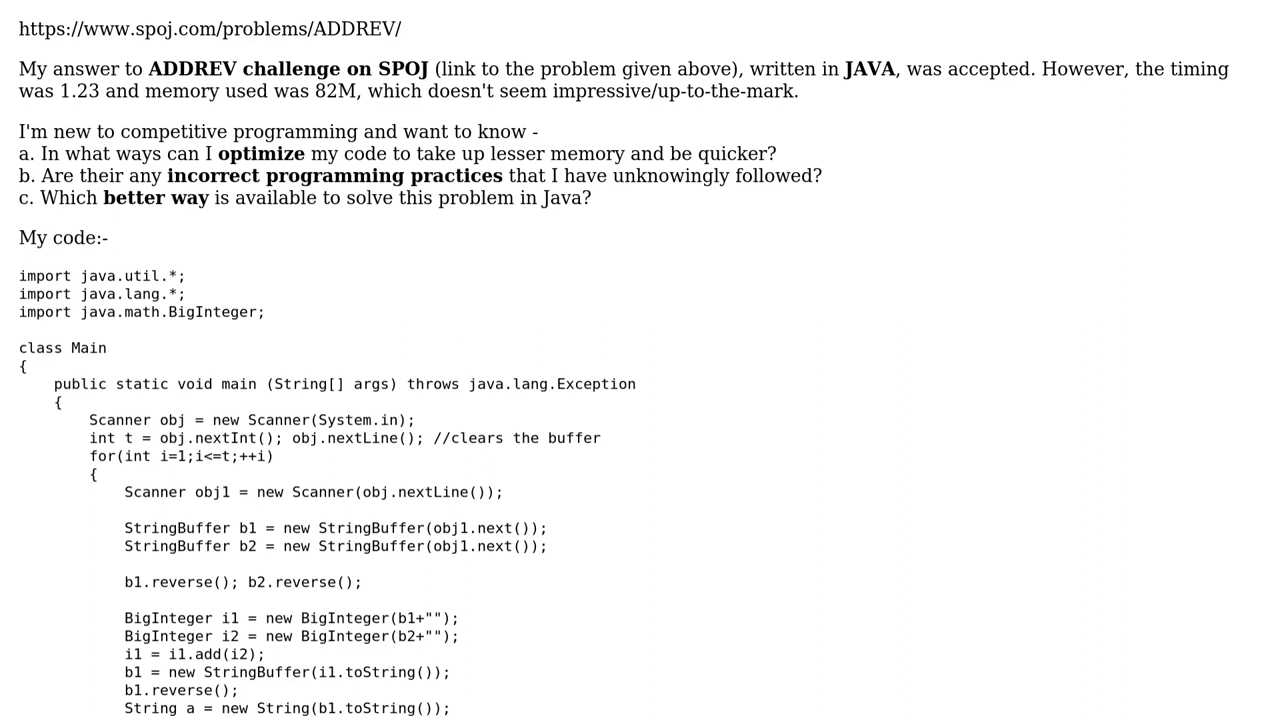 https://www.spoj.com/problems/ADDREV/
My answer to ADDREV challenge on SPOJ (link to the problem given above), written in JAVA, was accepted. However, the timing
was 1.23 and memory used was 82M, which doesn't seem impressive/up-to-the-mark.
I'm new to competitive programming and want to know -
a. In what ways can I optimize my code to take up lesser memory and be quicker?
b. Are their any incorrect programming practices that I have unknowingly followed?
c. Which better way is available to solve this problem in Java?
My code:-
import java.util.*;
import java.lang.*;
import java.math.BigInteger;
class Main
{
    public static void main (String[] args) throws java.lang.Exception
    {
        Scanner obj = new Scanner(System.in);
        int t = obj.nextInt(); obj.nextLine(); //clears the buffer
        for(int i=1;i<=t;++i)
        {
            Scanner obj1 = new Scanner(obj.nextLine());
            StringBuffer b1 = new StringBuffer(obj1.next());
            StringBuffer b2 = new StringBuffer(obj1.next());
            b1.reverse(); b2.reverse();
            BigInteger i1 = new BigInteger(b1+"");
            BigInteger i2 = new BigInteger(b2+"");
            i1 = i1.add(i2);
            b1 = new StringBuffer(i1.toString());
            b1.reverse();
            String a = new String(b1.toString());